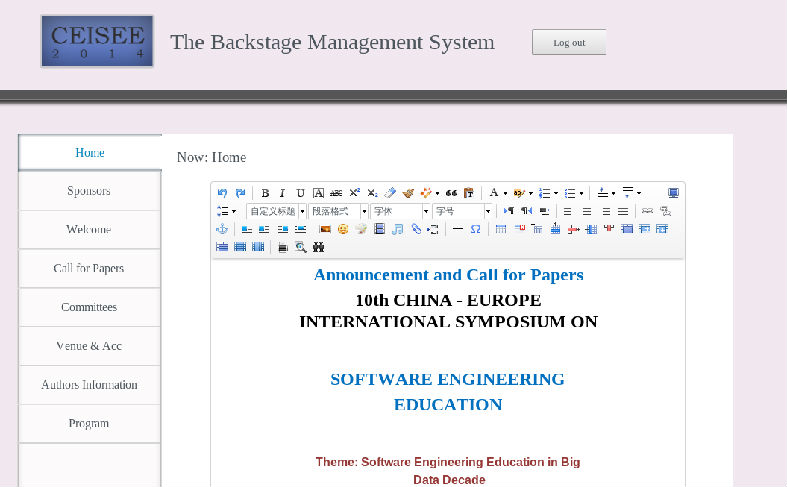 CEISEE
2 0 1 4
The Backstage Management System
Log out
Home
Sponsors
Welcome
Call for Papers
Committees
Venue & Acc
Authors Information
Program
Now: Home
B I U A ABC X² X₂
自定义标题 段落格式 字体 字号
Announcement and Call for Papers
10th CHINA - EUROPE
INTERNATIONAL SYMPOSIUM ON
SOFTWARE ENGINEERING
EDUCATION
Theme: Software Engineering Education in Big
Data Decade